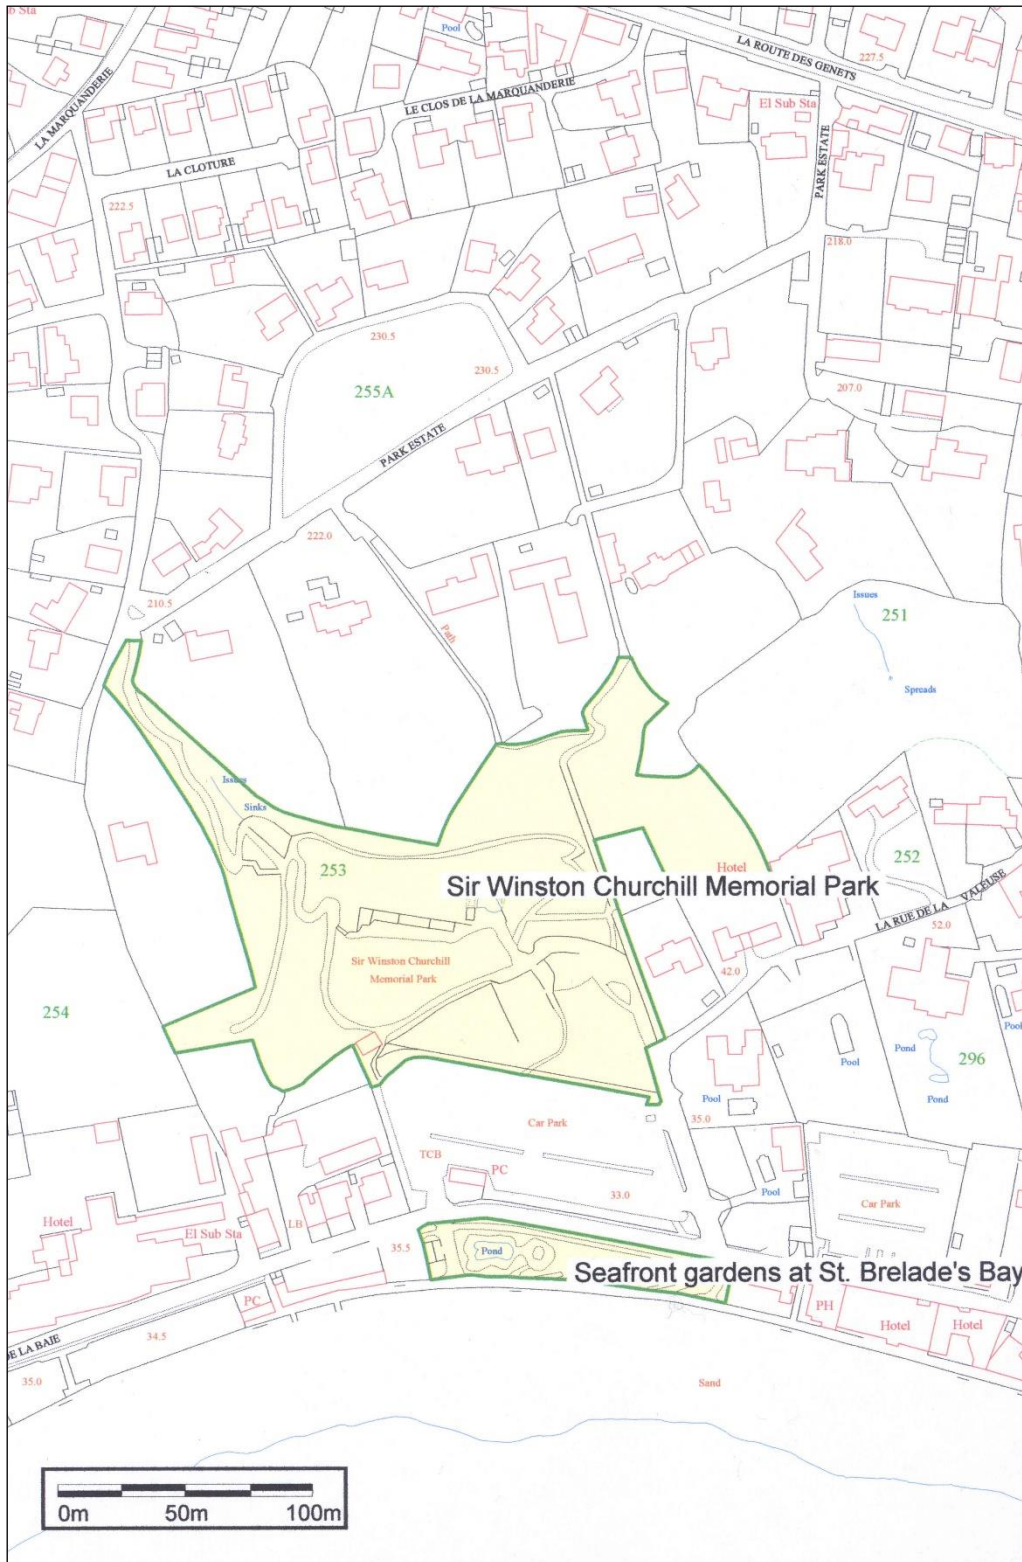 b Sta
Pool
LA ROUTE DES GENETS
227.5
LA MARQUANDERIE
LE CLOS DE LA MARQUANDERIE
El Sub Sta
LA CLOTURE
PARK ESTATE
222.5
218.0
230.5
230.5
255A
207.0
PARK ESTATE
222.0
210.5
Path
Issues
251
Spreads
Issues
Sinks
253
Hotel
252
Sir Winston Churchill Memorial Park
LA RUE DE LA VALEUSE
52.0
Sir Winston Churchill
Memorial Park
42.0
254
Pool
Pool
Pond
296
Pond
Pool
35.0
Car Park
TCB
PC
33.0
Pool
Car Park
Hotel
LB
El Sub Sta
35.5
Pond
Seafront gardens at St. Brelade's Bay
PC
PH
Hotel
Hotel
34.5
DE LA BAIE
35.0
Sand
0m
50m
100m